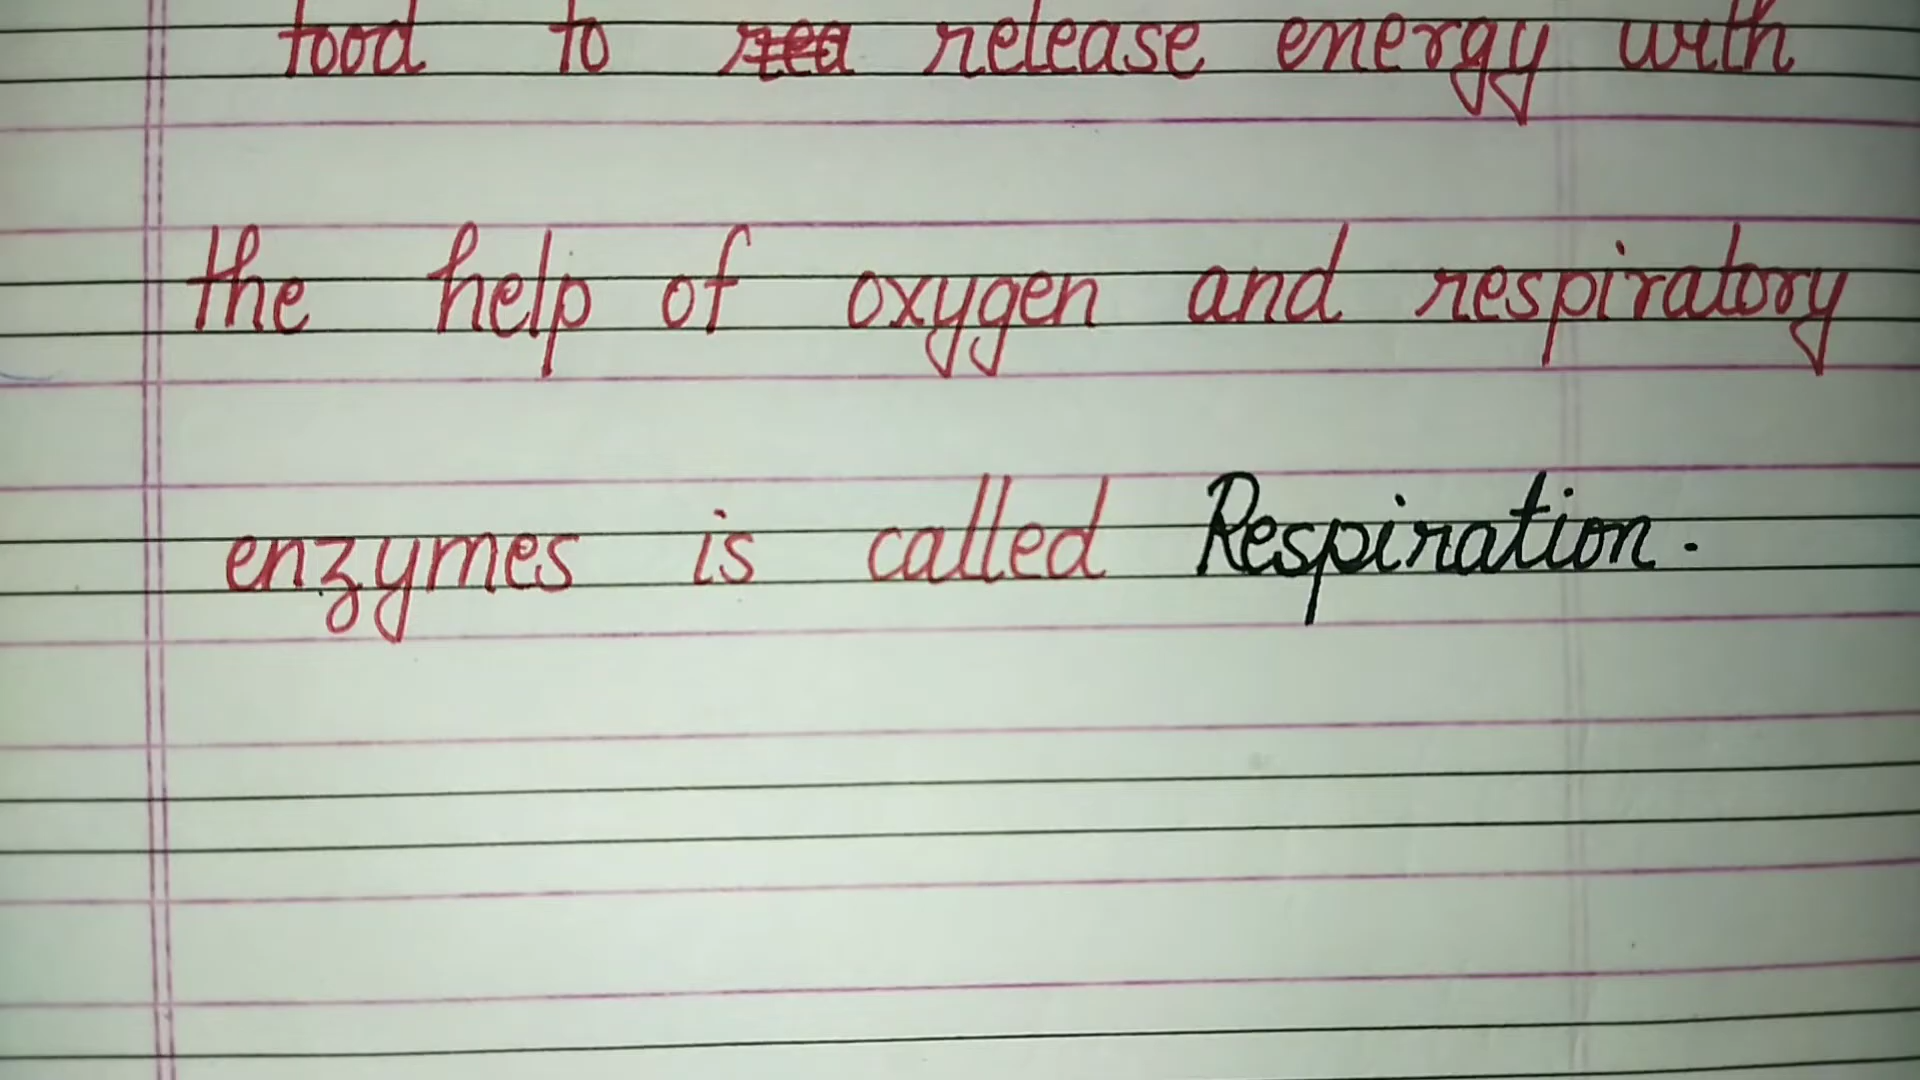 food to release energy with
the help of oxygen and respiratory
enzymes is called Respiration.